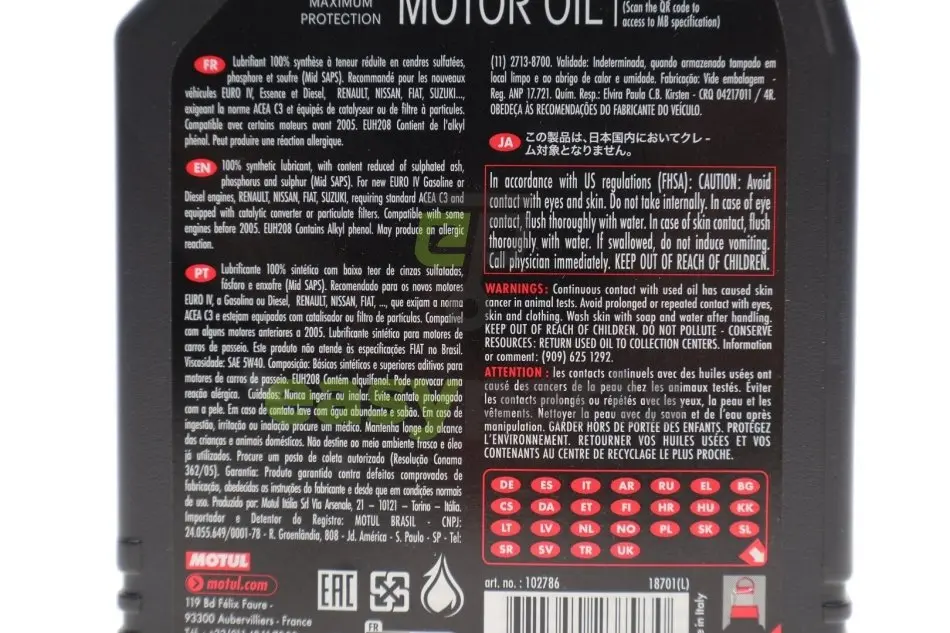 MAXIMUM
PROTECTION
MOTOR OIL
(Scan the QR code to
access to MB specification)
FR Lubrifiant 100% synthèse à teneur réduite en cendres sulfatées,
phosphore et soufre (Mid SAPS). Recommandé pour les nouveaux
véhicules EURO IV, Essence et Diesel, RENAULT, NISSAN, FIAT, SUZUKI...,
exigeant la norme ACEA C3 et équipés de catalyseur ou de filtre à particules.
Compatible avec certains moteurs avant 2005. EUH208 Contient de l'alkyl
phénol. Peut produire une réaction allergique.
EN 100% synthetic lubricant, with content reduced of sulphated ash,
phosphorus and sulphur (Mid SAPS). For new EURO IV Gasoline or
Diesel engines, RENAULT, NISSAN, FIAT, SUZUKI, requiring standard ACEA C3 and
equipped with catalytic converter or particulate filters. Compatible with some
engines before 2005. EUH208 Contains Alkyl phenol. May produce an allergic
reaction.
PT Lubrificante 100% sintético com baixo teor de cinzas sulfatadas,
fósforo e enxofre (Mid SAPS). Recomendado para os novos motores
EURO IV, a Gasolina ou Diesel, RENAULT, NISSAN, FIAT, ..., que exijam a norma
ACEA C3 e estejam equipados com catalisador ou filtro de partículas. Compatível
com alguns motores anteriores a 2005. Lubrificante sintético para motores de
carros de passeio. Este produto não atende às especificações FIAT no Brasil.
Viscosidade: SAE 5W40. Composição: Básicos sintéticos e superiores aditivos para
motores de carros de passeio. EUH208 Contém alquilfenol. Pode provocar uma
reação alérgica. Cuidados: Nunca ingerir ou inalar. Evite contato prolongado
com a pele. Em caso de contato lave com água abundante e sabão. Em caso de
ingestão, irritação ou inalação procure um médico. Mantenha longe do alcance
das crianças e animais domésticos. Não destine ao meio ambiente frasco e óleo
já utilizados. Procure um posto de coleta autorizado (Resolução Conama
362/05). Garantia: Produto garantido contra defeitos comprovados de
fabricação, obedecidas as instruções do fabricante e desde que em condições normais
de uso. Produzido por: Motul Itália Srl Via Arsenale, 21 – 10121 – Torino – Itália.
Importador e Detentor do Registro: MOTUL BRASIL - CNPJ:
24.055.649/0001-78 - R. Groenlândia, 808 - Jd. América - S. Paulo - SP - Tel:
(11) 2713-8700. Validade: Indeterminada, quando armazenado tampado em
local limpo e ao abrigo de calor e umidade. Fabricação: Vide embalagem -
Reg. ANP 17.721. Quím. Resp.: Elvira Paula C.B. Kirsten - CRQ 04217011 / 4R.
OBEDEÇA ÀS RECOMENDAÇÕES DO FABRICANTE DO VEÍCULO.
JA この製品は、日本国内においてクレー
ム対象となりません。
In accordance with US regulations (FHSA): CAUTION: Avoid
contact with eyes and skin. Do not take internally. In case of eye
contact, flush thoroughly with water. In case of skin contact, flush
thoroughly with water. If swallowed, do not induce vomiting.
Call physician immediately. KEEP OUT OF REACH OF CHILDREN.
WARNINGS: Continuous contact with used oil has caused skin
cancer in animal tests. Avoid prolonged or repeated contact with eyes,
skin and clothing. Wash skin with soap and water after handling.
KEEP OUT OF REACH OF CHILDREN. DO NOT POLLUTE - CONSERVE
RESOURCES: RETURN USED OIL TO COLLECTION CENTERS. Information
or comment: (909) 625 1292.
ATTENTION : les contacts continuels avec des huiles usées ont
causé des cancers de la peau chez les animaux testés. Éviter
les contacts prolongés ou répétés avec les yeux, la peau et les
vêtements. Nettoyer la peau avec du savon et de l'eau après
manipulation. GARDER HORS DE PORTÉE DES ENFANTS. PROTÉGEZ
L'ENVIRONNEMENT. RETOURNER VOS HUILES USÉES ET VOS
CONTENANTS AU CENTRE DE RECYCLAGE LE PLUS PROCHE.
DE ES IT AR RU EL BG
CS DA ET FI HR HU KK
LT LV NL NO PL SK SL
SR SV TR UK
MOTUL
motul.com
119 Bd Félix Faure -
93300 Aubervilliers - France
EAC
FR
art. no. : 102786
18701(L)
in Italy
easy